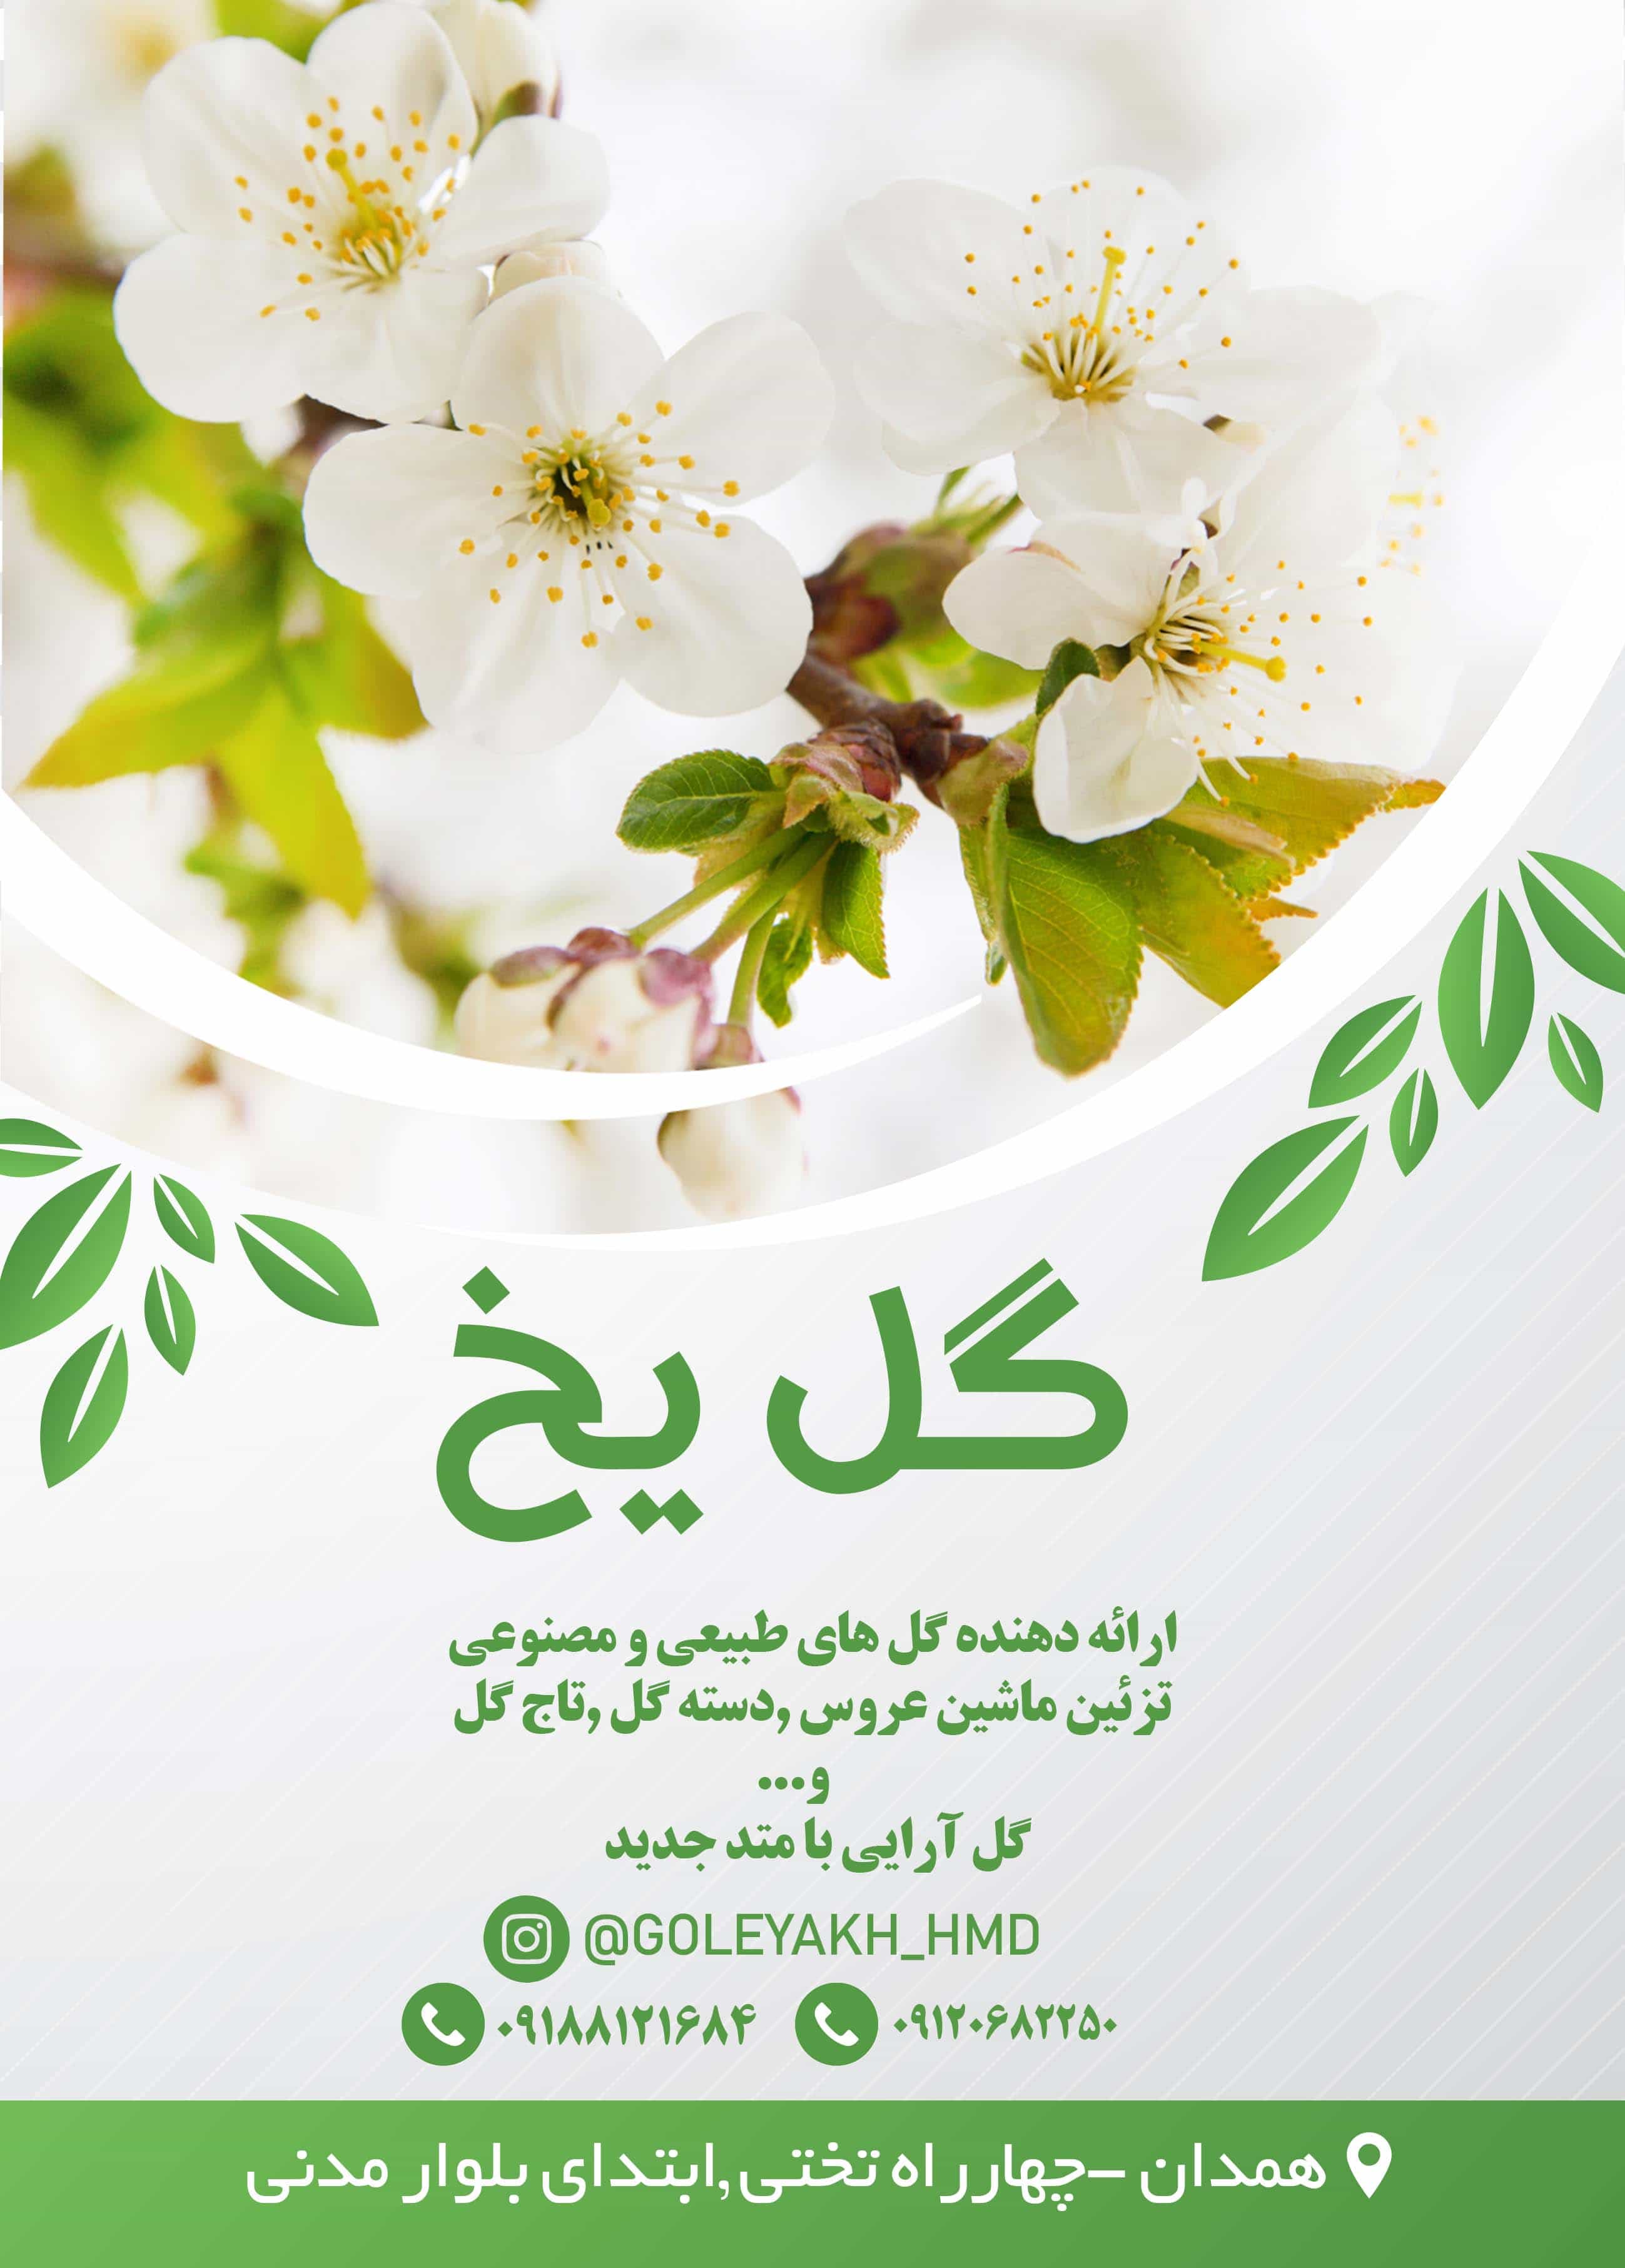 گل یخ
ارائه دهنده گل های طبیعی و مصنوعی
تزئین ماشین عروس ,دسته گل ,تاج گل
و...
گل آرایی با متد جدید
@GOLEYAKH_HMD
۰۹۱۸۸۱۲۱۶۸۴ ۰۹۱۲۰۶۸۲۲۵۰
همدان -چهارراه تختی,ابتدای بلوار مدنی